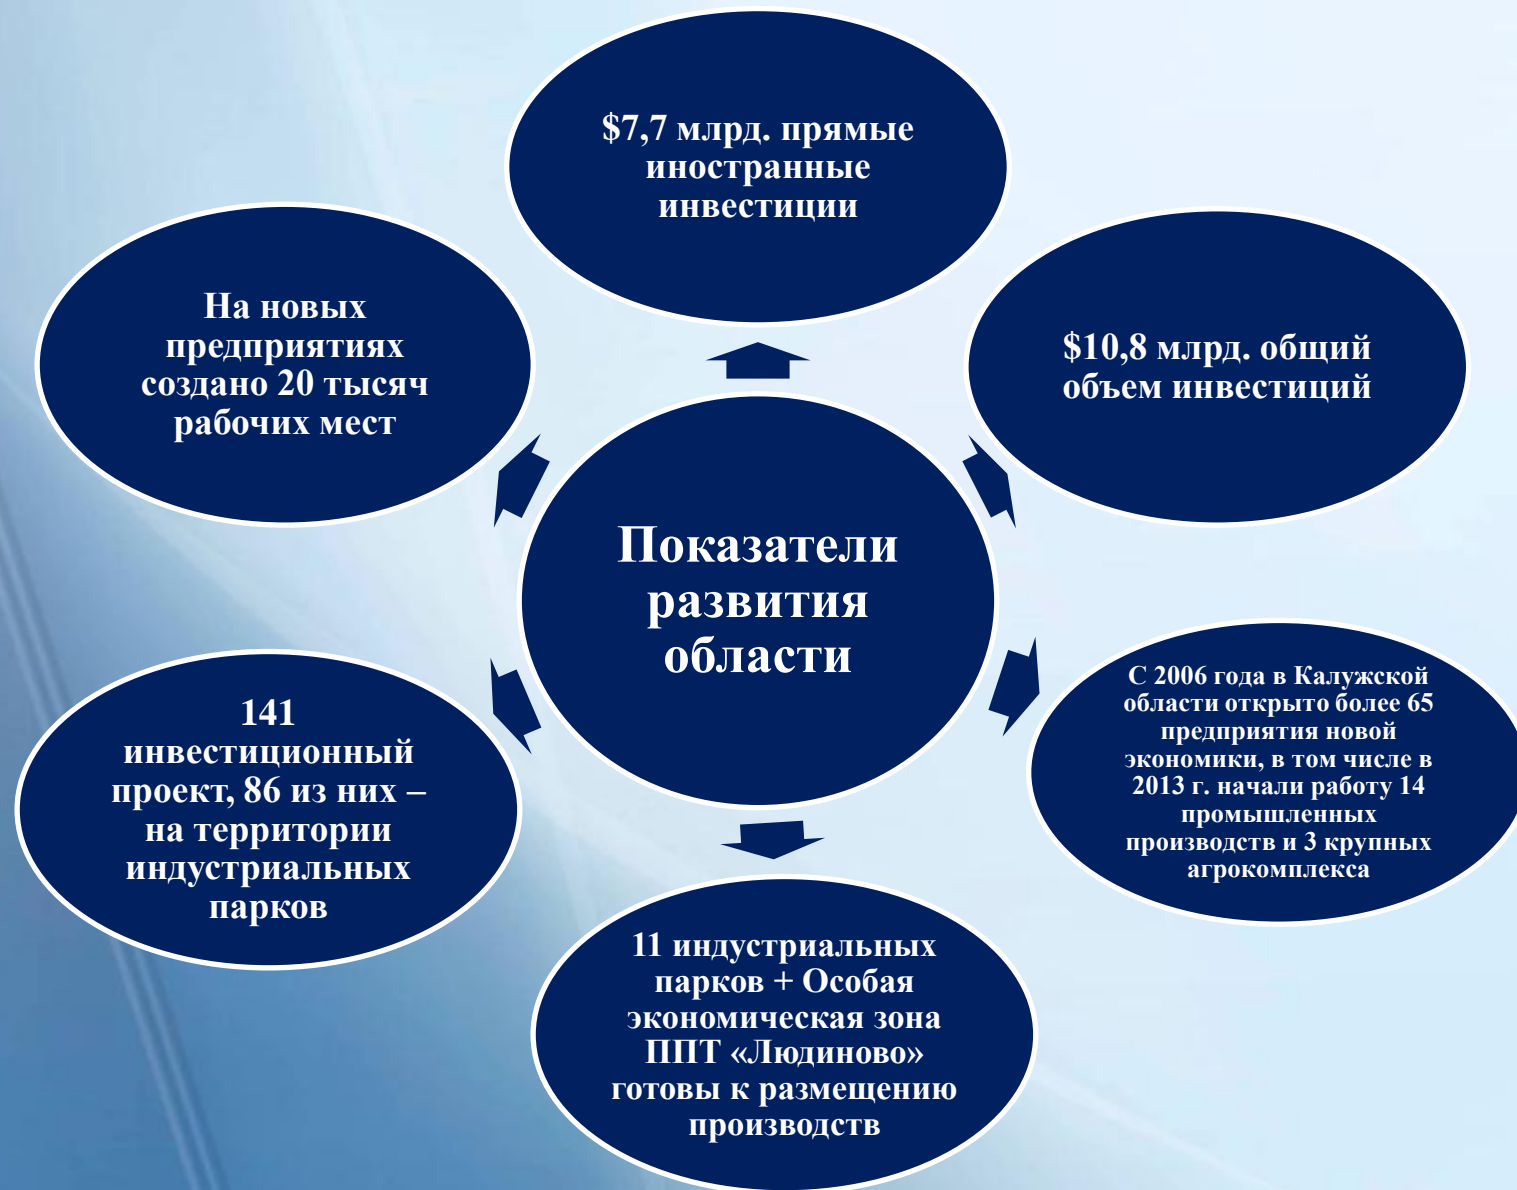 $7,7 млрд. прямые
иностранные
инвестиции
$10,8 млрд. общий
объем инвестиций
С 2006 года в Калужской
области открыто более 65
предприятия новой
экономики, в том числе в
2013 г. начали работу 14
промышленных
производств и 3 крупных
агрокомплекса
11 индустриальных
парков + Особая
экономическая зона
ППТ «Людиново»
готовы к размещению
производств
141
инвестиционный
проект, 86 из них –
на территории
индустриальных
парков
На новых
предприятиях
создано 20 тысяч
рабочих мест
Показатели
развития
области